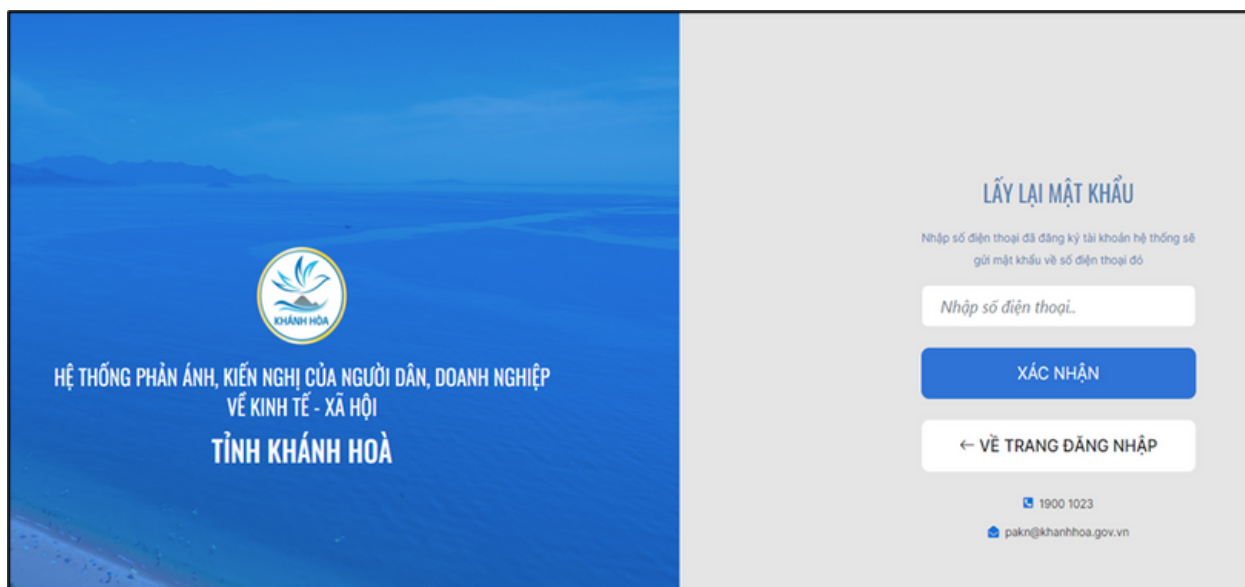 KHÁNH HÒA
HỆ THỐNG PHẢN ÁNH, KIẾN NGHỊ CỦA NGƯỜI DÂN, DOANH NGHIỆP
VỀ KINH TẾ - XÃ HỘI
TỈNH KHÁNH HOÀ
LẤY LẠI MẬT KHẨU
Nhập số điện thoại đã đăng ký tài khoản hệ thống sẽ
gửi mật khẩu về số điện thoại đó
Nhập số điện thoại..
XÁC NHẬN
← VỀ TRANG ĐĂNG NHẬP
1900 1023
pakn@khanhhoa.gov.vn